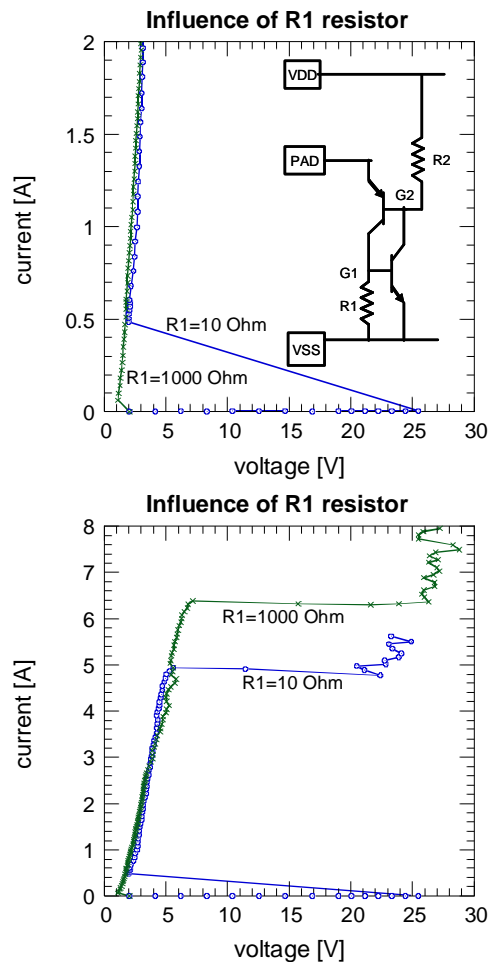 Influence of R1 resistor
2
1.5
1
0.5
0
current [A]
VDD
PAD
R2
G2
G1
R1
VSS
R1=10 Ohm
R1=1000 Ohm
0 5 10 15 20 25 30
voltage [V]
Influence of R1 resistor
8
7
6
5
4
3
2
1
0
current [A]
R1=1000 Ohm
R1=10 Ohm
0 5 10 15 20 25 30
voltage [V]